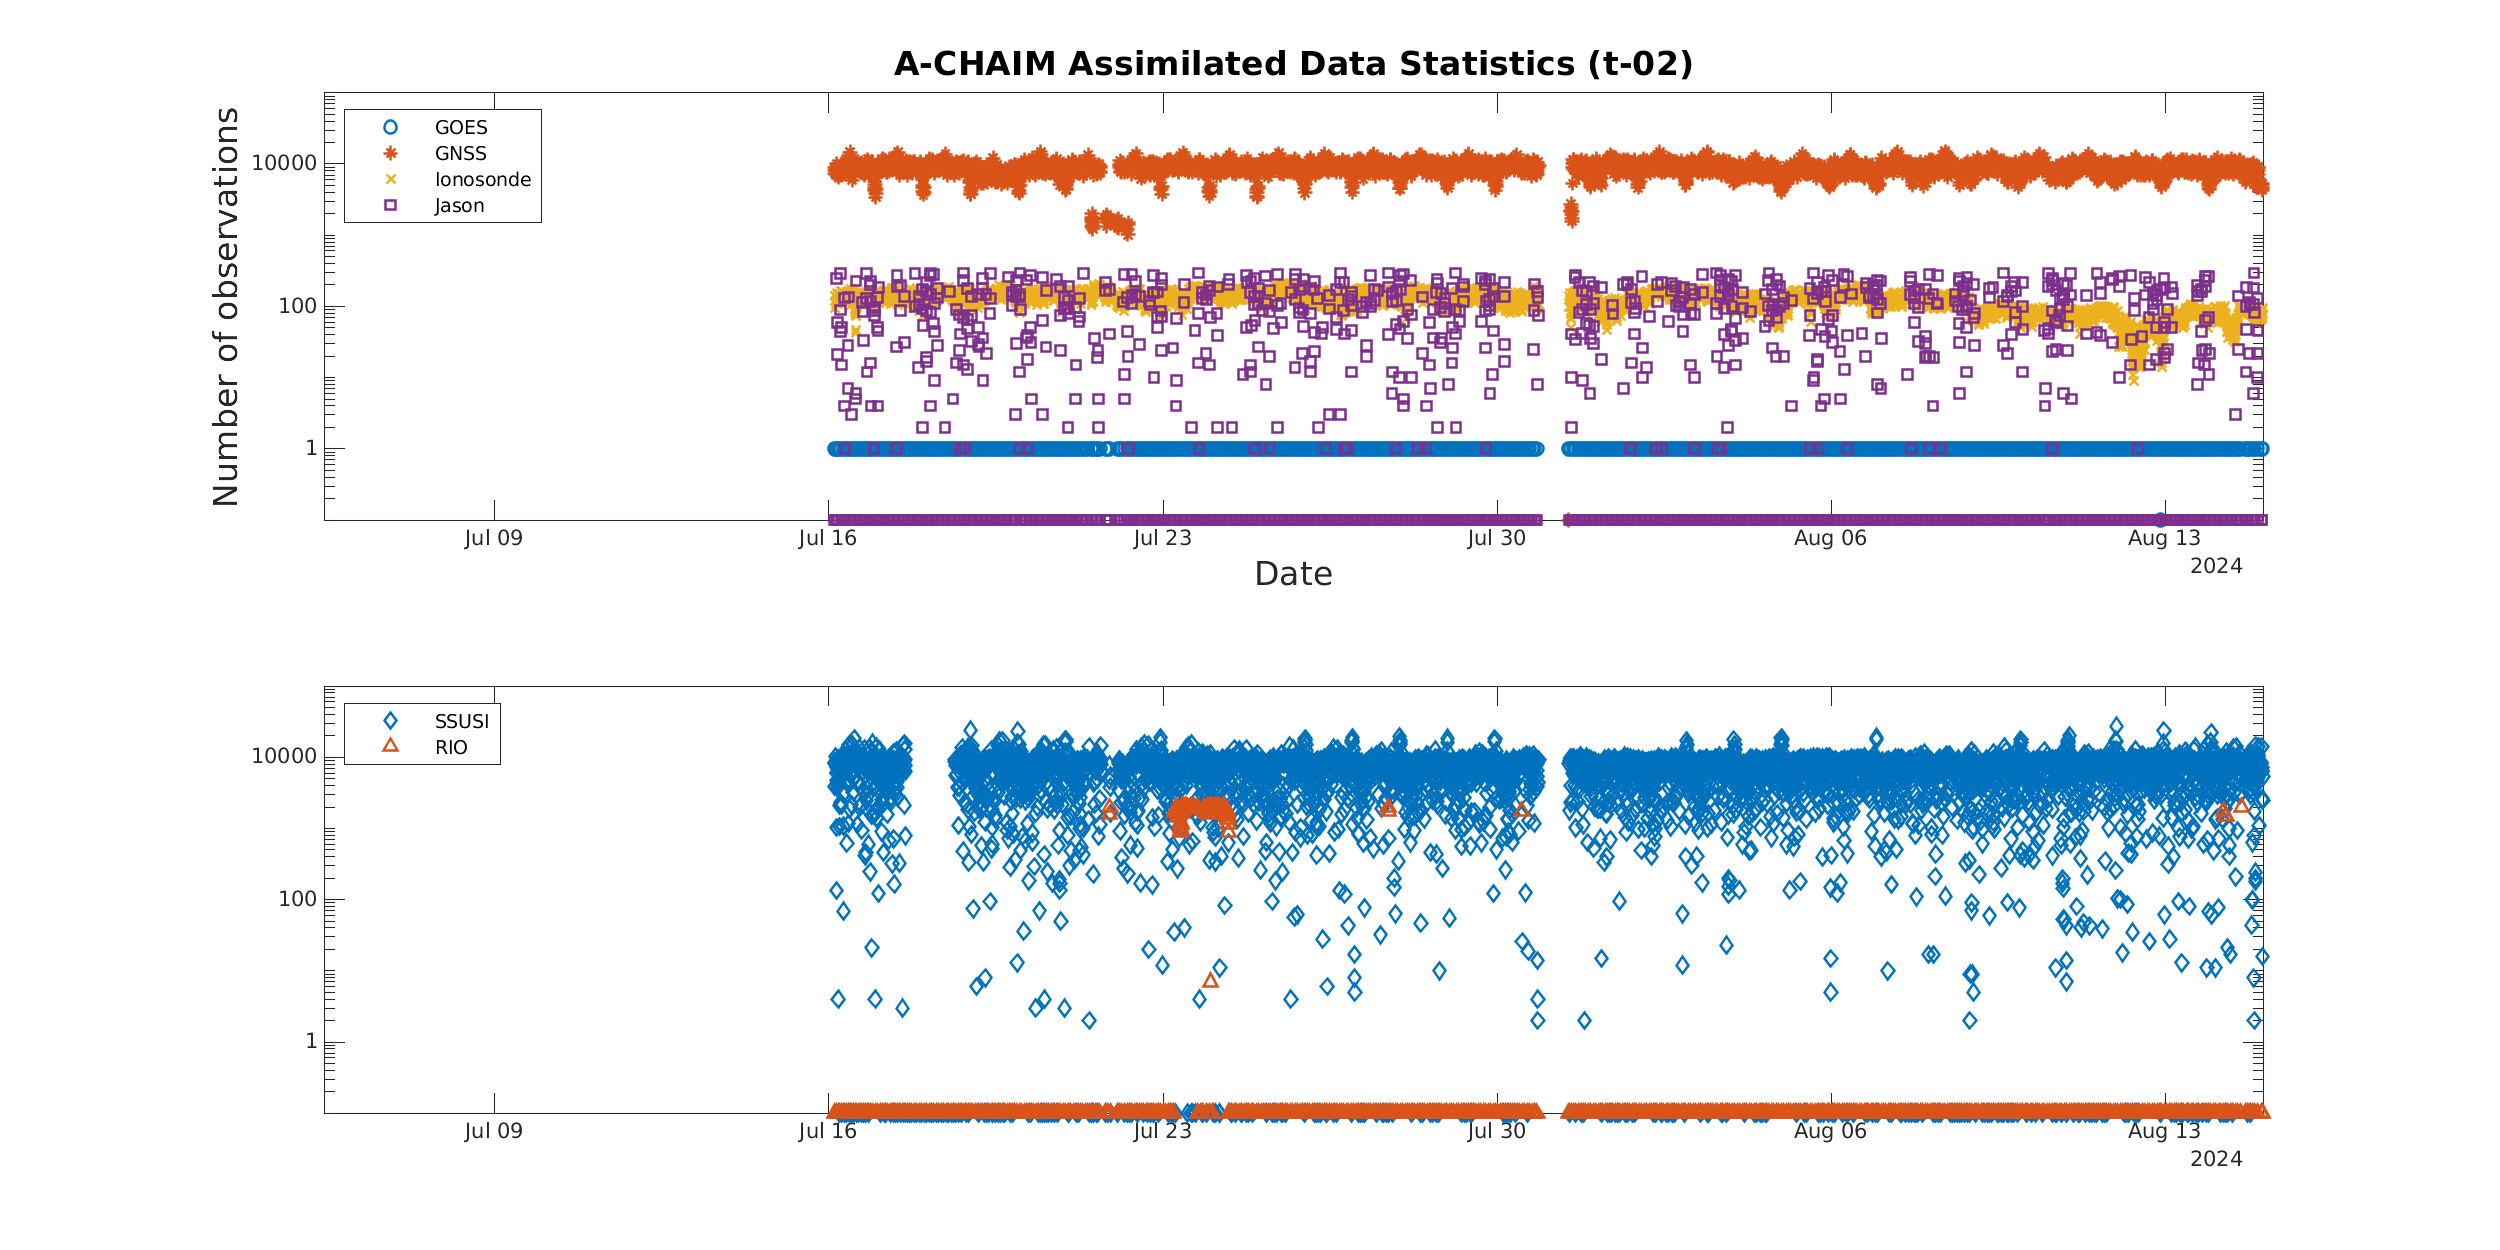 A-CHAIM Assimilated Data Statistics (t-02)
Number of observations
10000
100
1
GOES
GNSS
Ionosonde
Jason
Jul 09
Jul 16
Jul 23
Jul 30
Aug 06
Aug 13
2024
Date
10000
100
1
SSUSI
RIO
Jul 09
Jul 16
Jul 23
Jul 30
Aug 06
Aug 13
2024